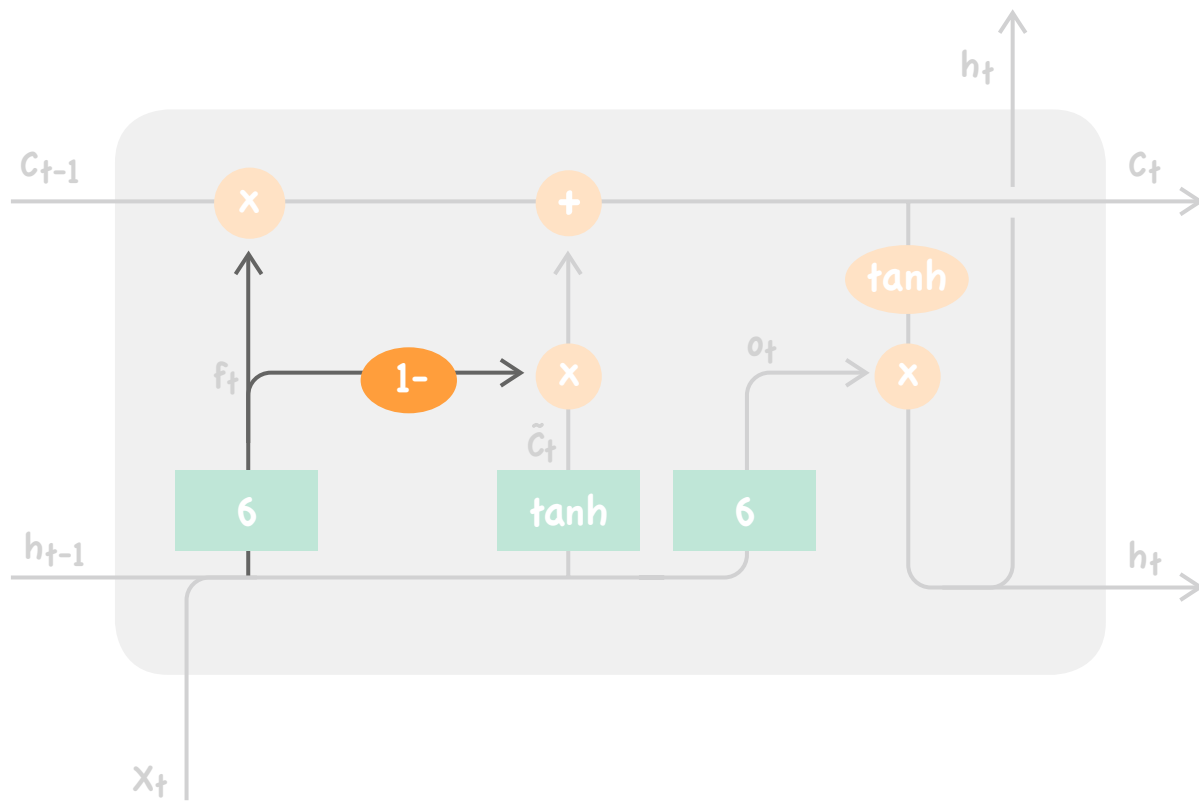 hₜ
Cₜ₋₁
x
+
Cₜ
tanh
fₜ
1-
x
oₜ
x
C̃ₜ
6
tanh
6
hₜ₋₁
hₜ
xₜ